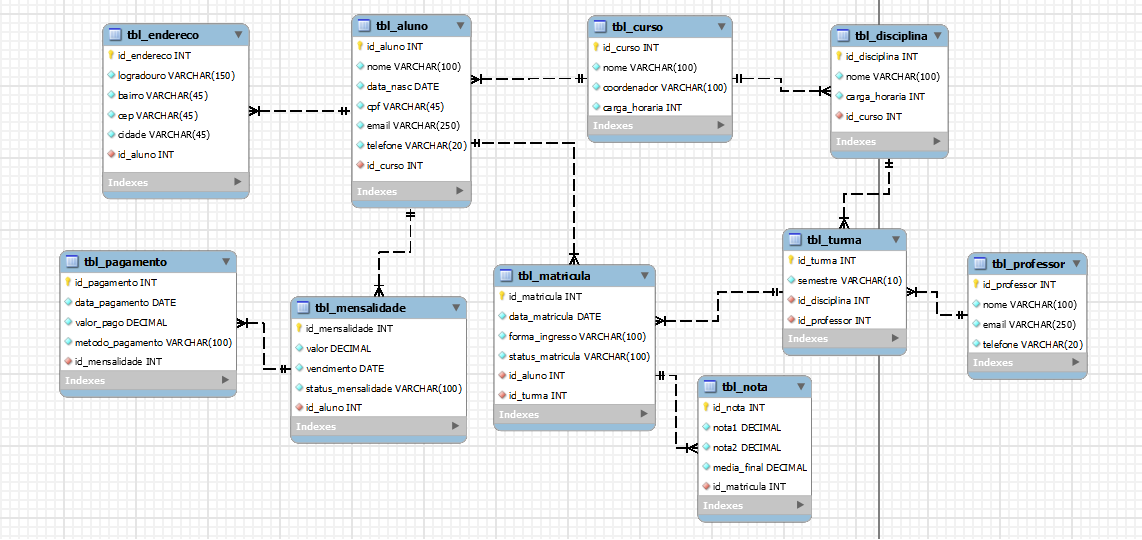 tbl_endereco
id_endereco INT
logradouro VARCHAR(150)
bairro VARCHAR(45)
cep VARCHAR(45)
cidade VARCHAR(45)
id_aluno INT
Indexes
tbl_aluno
id_aluno INT
nome VARCHAR(100)
data_nasc DATE
cpf VARCHAR(45)
email VARCHAR(250)
telefone VARCHAR(20)
id_curso INT
Indexes
tbl_curso
id_curso INT
nome VARCHAR(100)
coordenador VARCHAR(100)
carga_horaria INT
Indexes
tbl_disciplina
id_disciplina INT
nome VARCHAR(100)
carga_horaria INT
id_curso INT
Indexes
tbl_pagamento
id_pagamento INT
data_pagamento DATE
valor_pago DECIMAL
metodo_pagamento VARCHAR(100)
id_mensalidade INT
Indexes
tbl_mensalidade
id_mensalidade INT
valor DECIMAL
vencimento DATE
status_mensalidade VARCHAR(100)
id_aluno INT
Indexes
tbl_matricula
id_matricula INT
data_matricula DATE
forma_ingresso VARCHAR(100)
status_matricula VARCHAR(100)
id_aluno INT
id_turma INT
Indexes
tbl_turma
id_turma INT
semestre VARCHAR(10)
id_disciplina INT
id_professor INT
Indexes
tbl_professor
id_professor INT
nome VARCHAR(100)
email VARCHAR(250)
telefone VARCHAR(20)
Indexes
tbl_nota
id_nota INT
nota1 DECIMAL
nota2 DECIMAL
media_final DECIMAL
id_matricula INT
Indexes